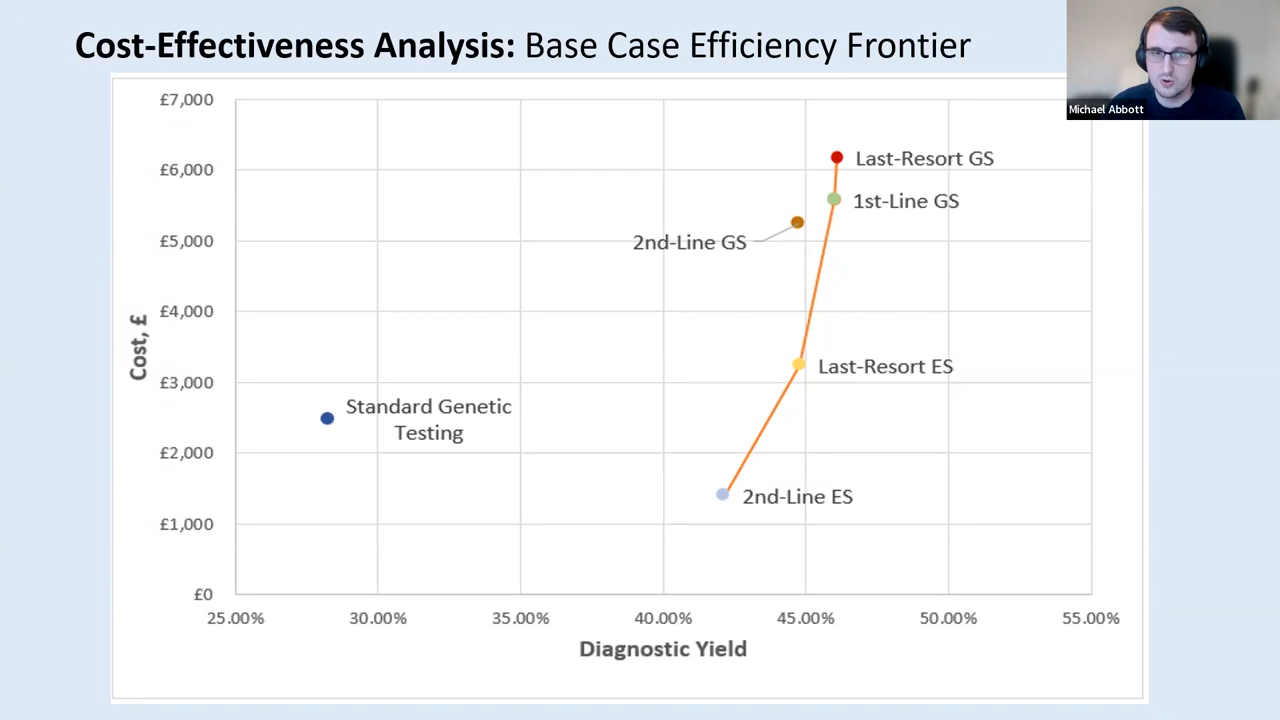 Cost-Effectiveness Analysis: Base Case Efficiency Frontier
Michael Abbott
£7,000
£6,000
£5,000
£4,000
£3,000
£2,000
£1,000
£0
Cost, £
Last-Resort GS
1st-Line GS
2nd-Line GS
Last-Resort ES
Standard Genetic
Testing
2nd-Line ES
25.00%
30.00%
35.00%
40.00%
45.00%
50.00%
55.00%
Diagnostic Yield